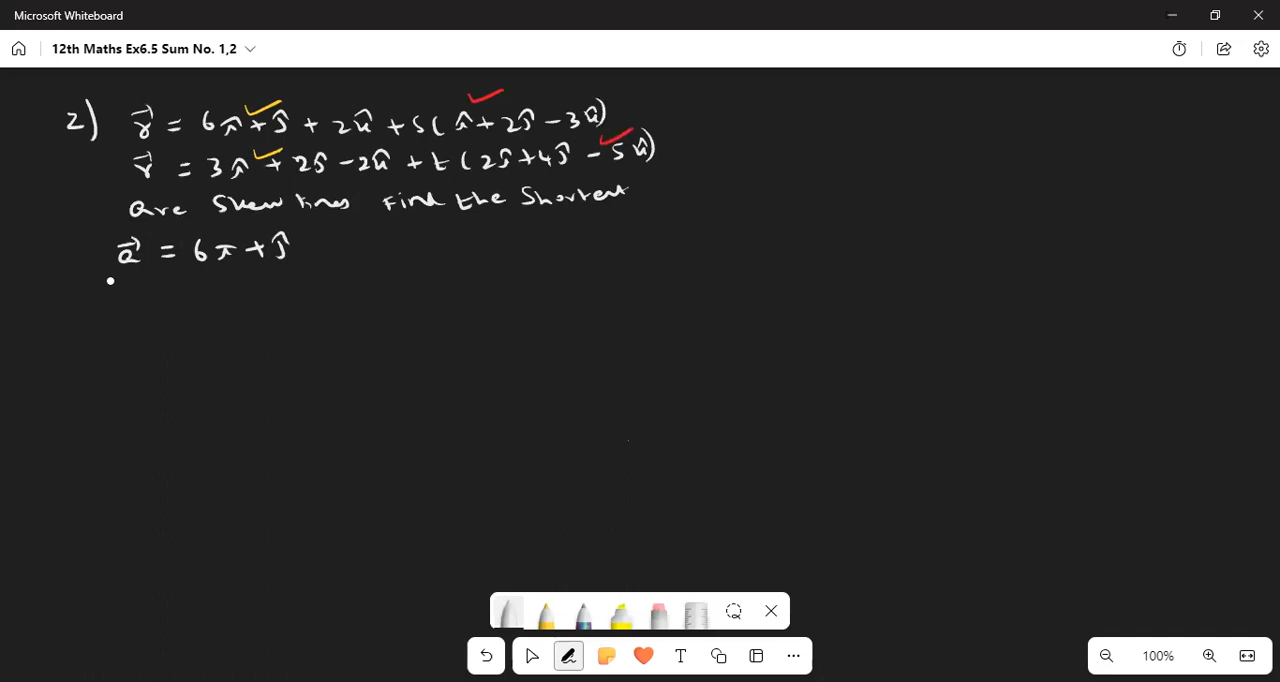 Microsoft Whiteboard
12th Maths Ex6.5 Sum No. 1,2
2) r⃗ = 6î + ĵ + 2k̂ + s(î + 2ĵ - 3k̂)
r⃗ = 3î + 2ĵ - 2k̂ + t(2ĵ + 4ĵ - 5k̂)
are Skew lines Find the Shortest
a⃗ = 6î + ĵ
100%